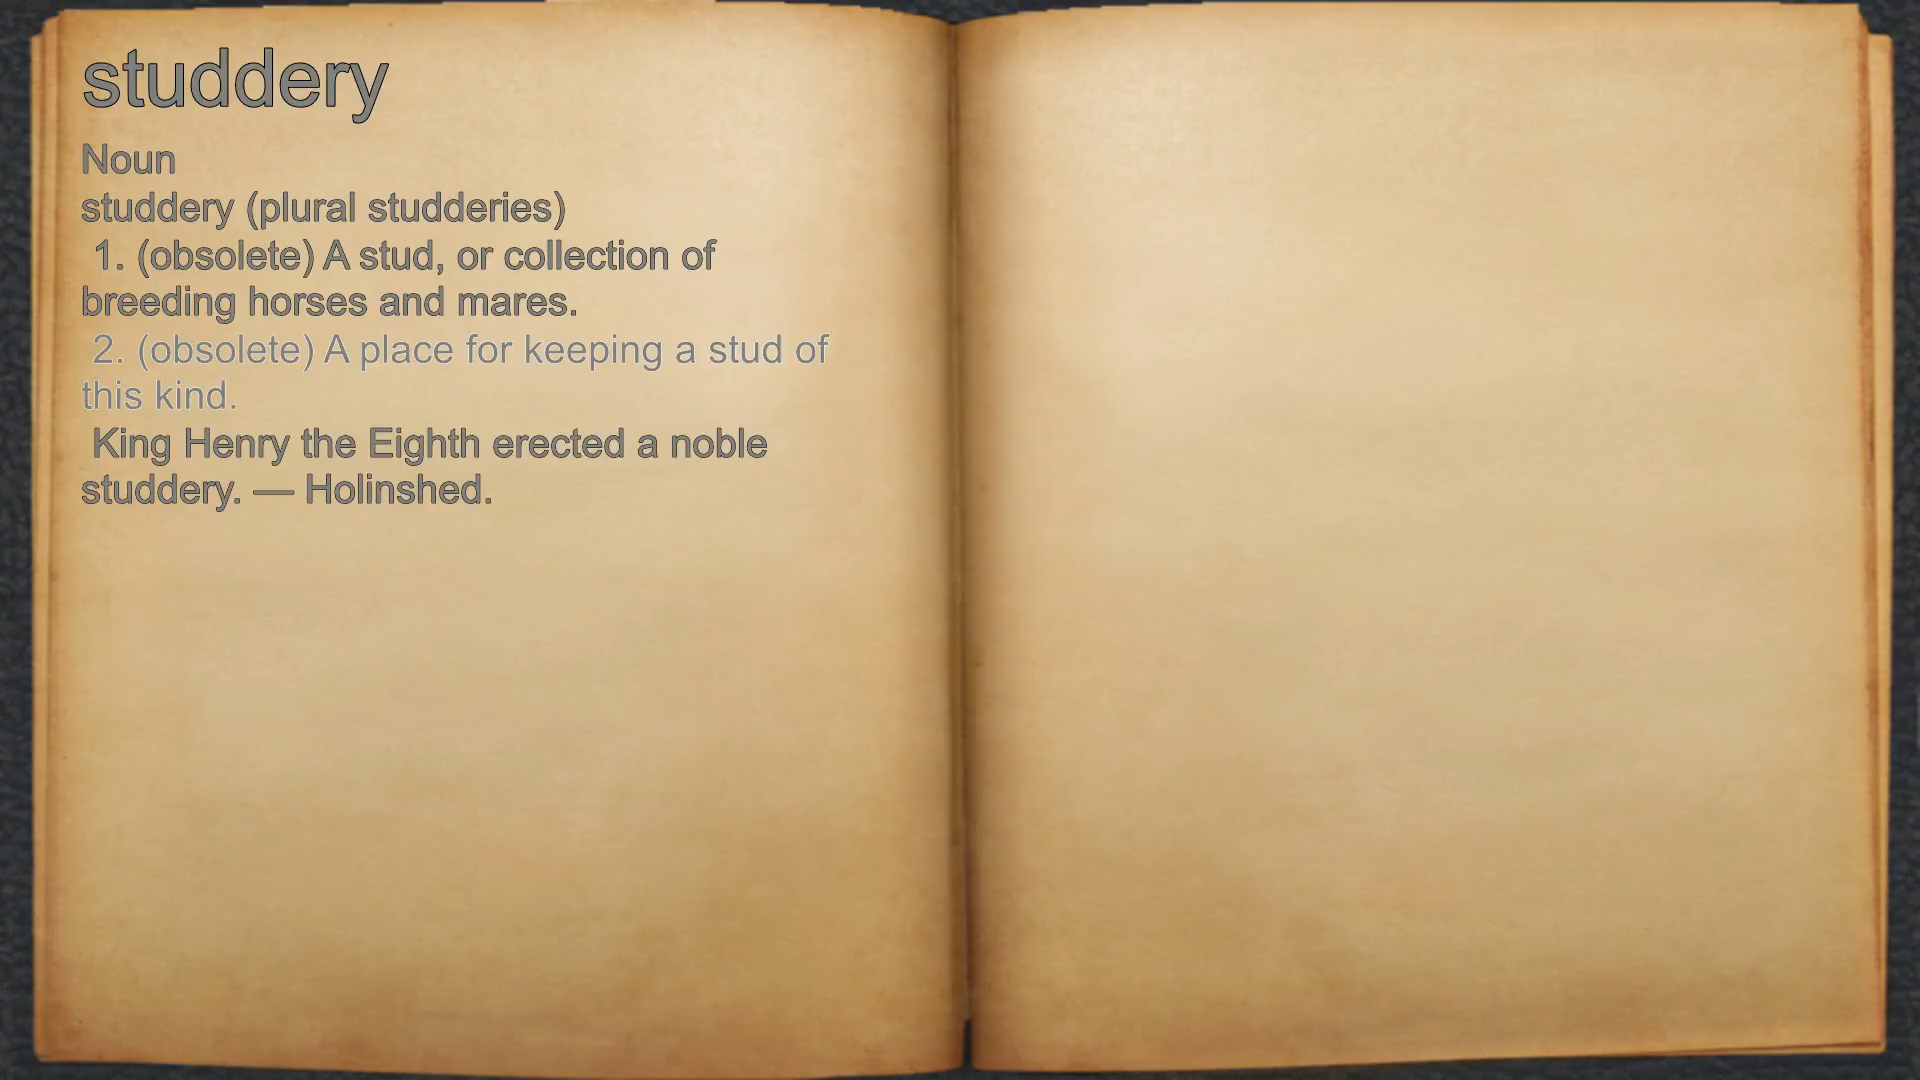 studdery
Noun
studdery (plural studderies)
1. (obsolete) A stud, or collection of
breeding horses and mares.
2. (obsolete) A place for keeping a stud of
this kind.
King Henry the Eighth erected a noble
studdery. — Holinshed.